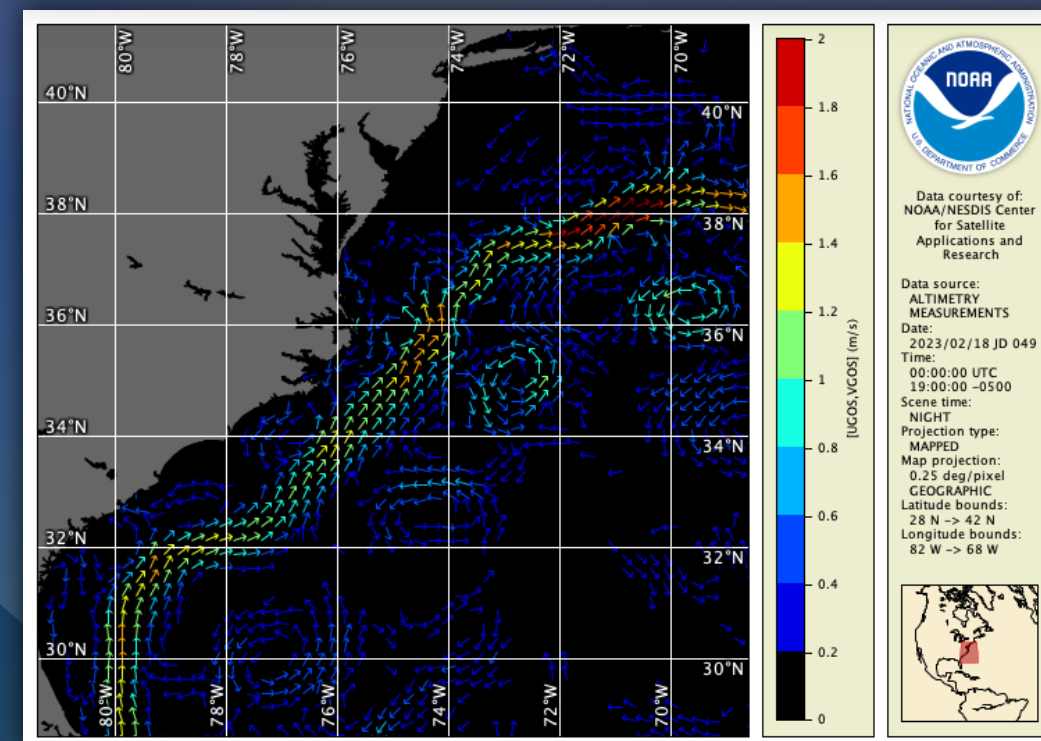 80°W 78°W 76°W 74°W 72°W 70°W
40°N 40°N
38°N 38°N
36°N 36°N
34°N 34°N
32°N 32°N
30°N 30°N
80°W 78°W 76°W 74°W 72°W 70°W
2
1.8
1.6
1.4
1.2
1
0.8
0.6
0.4
0.2
0
[UGOS,VGOS] (m/s)
NATIONAL OCEANIC AND ATMOSPHERIC ADMINISTRATION
NOAA
U.S. DEPARTMENT OF COMMERCE
Data courtesy of:
NOAA/NESDIS Center
for Satellite
Applications and
Research
Data source:
ALTIMETRY
MEASUREMENTS
Date:
2023/02/18 JD 049
Time:
00:00:00 UTC
19:00:00 -0500
Scene time:
NIGHT
Projection type:
MAPPED
Map projection:
0.25 deg/pixel
GEOGRAPHIC
Latitude bounds:
28 N -> 42 N
Longitude bounds:
82 W -> 68 W